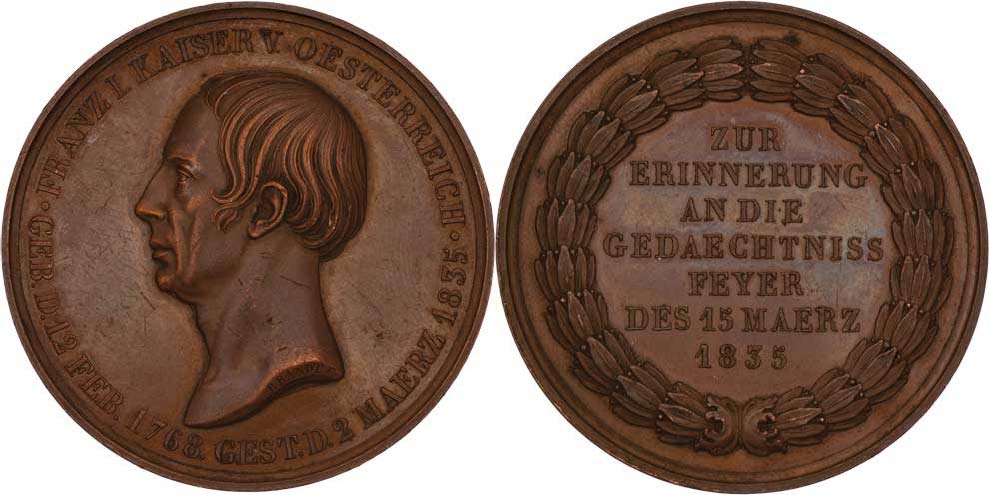 FRANZ I. KAISER V. OESTERREICH · GEB. D. 12 FEB. 1768. GEST. D. 2 MAERZ 1835 ·
ZUR
ERINNERUNG
AN DIE
GEDAECHTNISS
FEYER
DES 15 MAERZ
1835